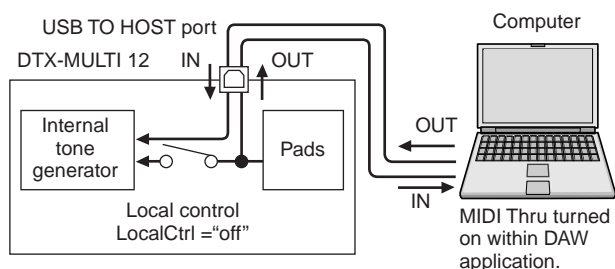 USB TO HOST port
DTX-MULTI 12
IN
OUT
Internal
tone
generator
Pads
Local control
LocalCtrl =“off”
Computer
OUT
IN
MIDI Thru turned
on within DAW
application.